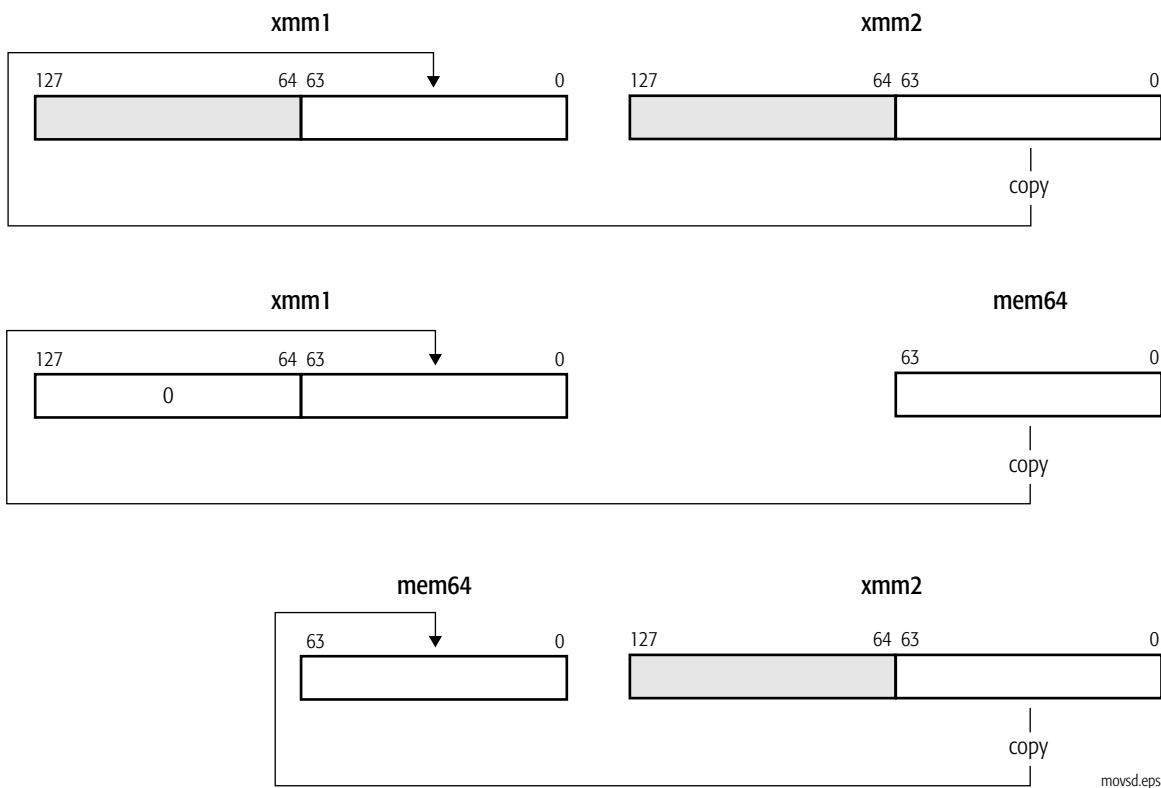 xmm1 xmm2
127 64 63 0 127 64 63 0
copy
xmm1 mem64
127 64 63 0 63 0
0
copy
mem64 xmm2
63 0 127 64 63 0
copy
movsd.eps